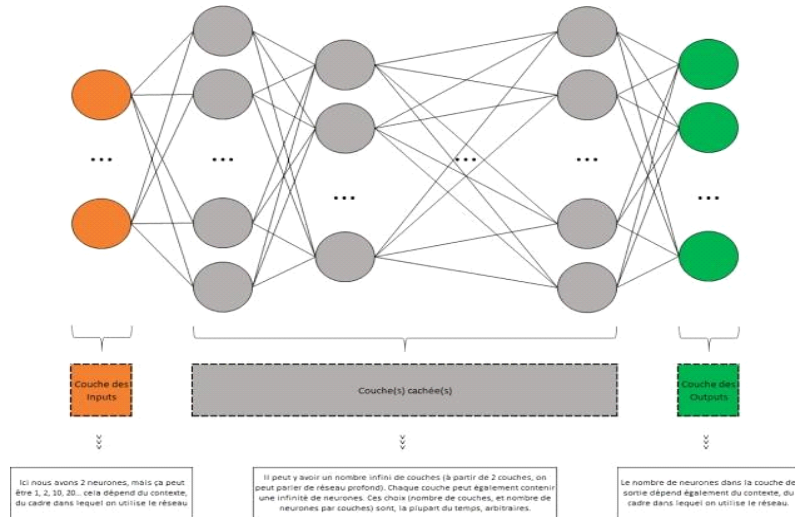 ...
...
...
...
...
...
Couche des
Inputs
Couche(s) cachée(s)
Couche des
Outputs
Ici nous avons 2 neurones, mais ça peut
être 1, 2, 10, 20... cela dépend du contexte,
du cadre dans lequel on utilise le réseau
Il peut y avoir un nombre infini de couches (à partir de 2 couches, on
peut parler de réseau profond). Chaque couche peut également contenir
une infinité de neurones. Ces choix (nombre de couches, et nombre de
neurones par couches) sont, la plupart du temps, arbitraires.
Le nombre de neurones dans la couche de
sortie dépend également du contexte, du
cadre dans lequel on utilise le réseau.